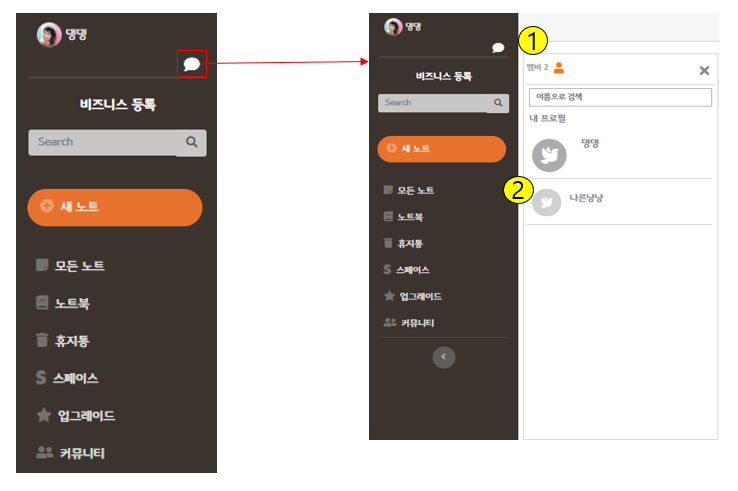 댕댕
비즈니스 등록
Search
새 노트
모든 노트
노트북
휴지통
스페이스
업그레이드
커뮤니티
댕댕
비즈니스 등록
Search
새 노트
모든 노트
노트북
휴지통
스페이스
업그레이드
커뮤니티
1
멤버 2
이름으로 검색
내 프로필
댕댕
2
나른냥냥